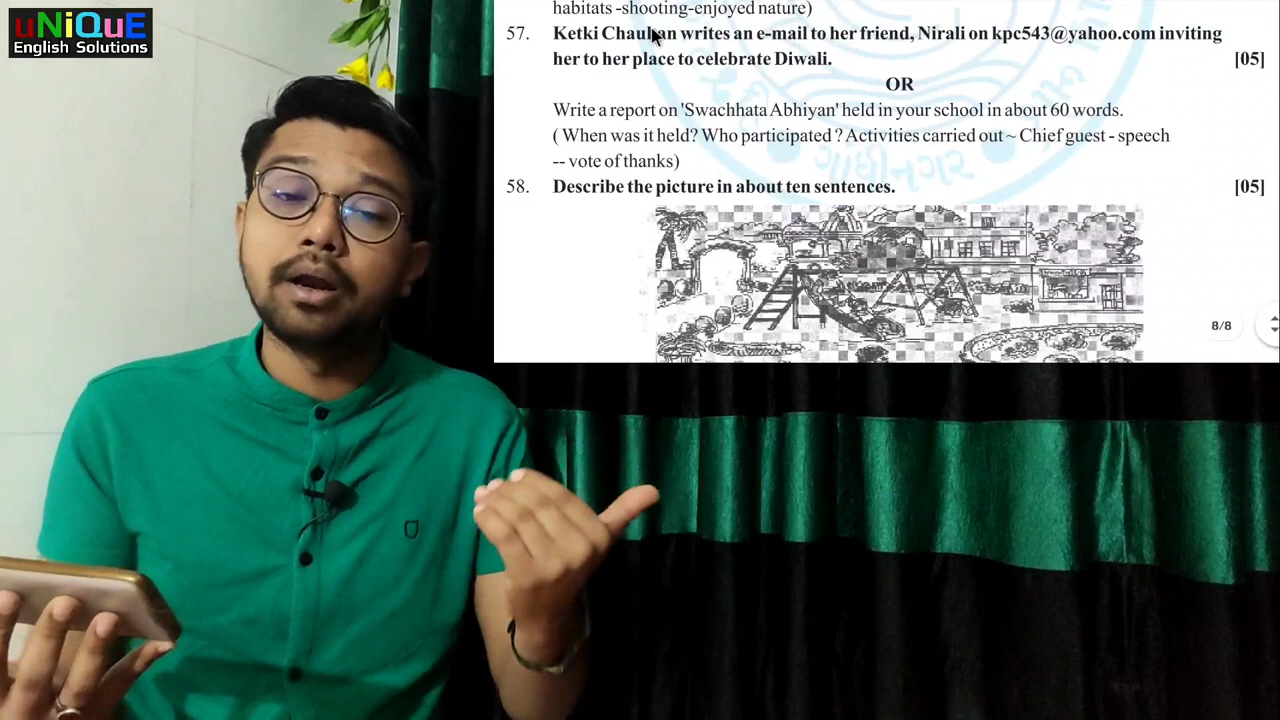 uNiQuE
English Solutions
habitats -shooting-enjoyed nature)
57. Ketki Chauhan writes an e-mail to her friend, Nirali on kpc543@yahoo.com inviting
her to her place to celebrate Diwali. [05]
OR
Write a report on 'Swachhata Abhiyan' held in your school in about 60 words.
( When was it held? Who participated ? Activities carried out ~ Chief guest - speech
-- vote of thanks)
58. Describe the picture in about ten sentences. [05]
ગાંધીનગર
8/8